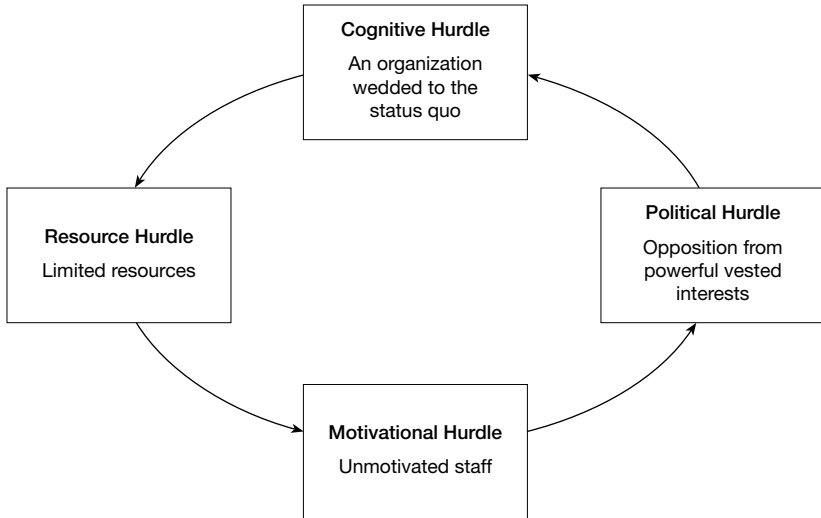 Cognitive Hurdle
An organization
wedded to the
status quo
Resource Hurdle
Limited resources
Political Hurdle
Opposition from
powerful vested
interests
Motivational Hurdle
Unmotivated staff